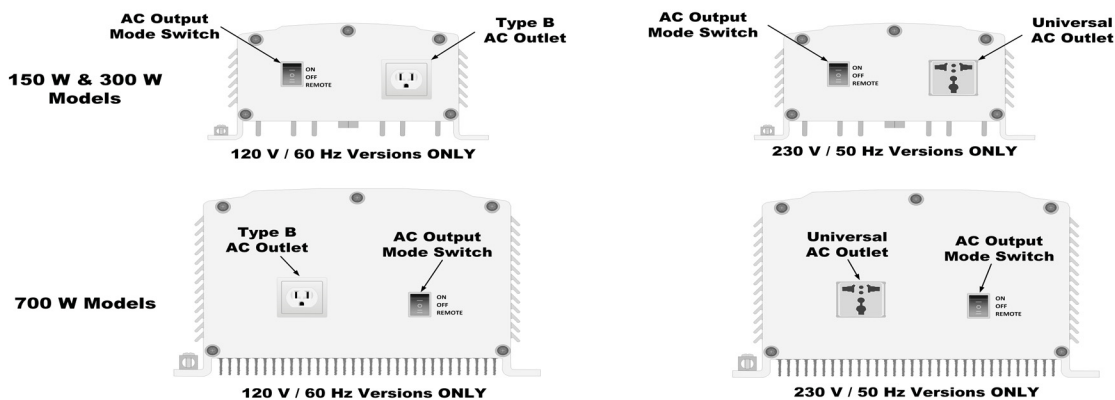 AC Output
Mode Switch
Type B
AC Outlet
AC Output
Mode Switch
Universal
AC Outlet
150 W & 300 W
Models
ON
OFF
REMOTE
ON
OFF
REMOTE
120 V / 60 Hz Versions ONLY
230 V / 50 Hz Versions ONLY
Type B
AC Outlet
AC Output
Mode Switch
Universal
AC Outlet
AC Output
Mode Switch
700 W Models
ON
OFF
REMOTE
ON
OFF
REMOTE
120 V / 60 Hz Versions ONLY
230 V / 50 Hz Versions ONLY